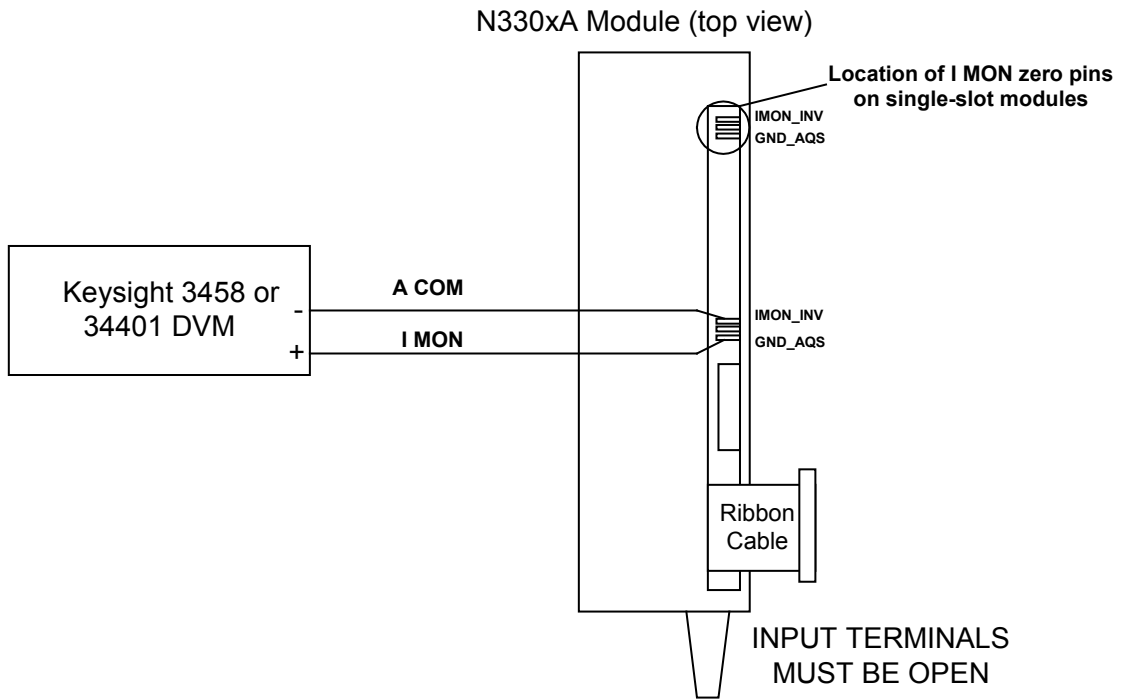 N330xA Module (top view)
Location of I MON zero pins
on single-slot modules
IMON_INV
GND_AQS
Keysight 3458 or
34401 DVM
-
+
A COM
I MON
IMON_INV
GND_AQS
Ribbon
Cable
INPUT TERMINALS
MUST BE OPEN